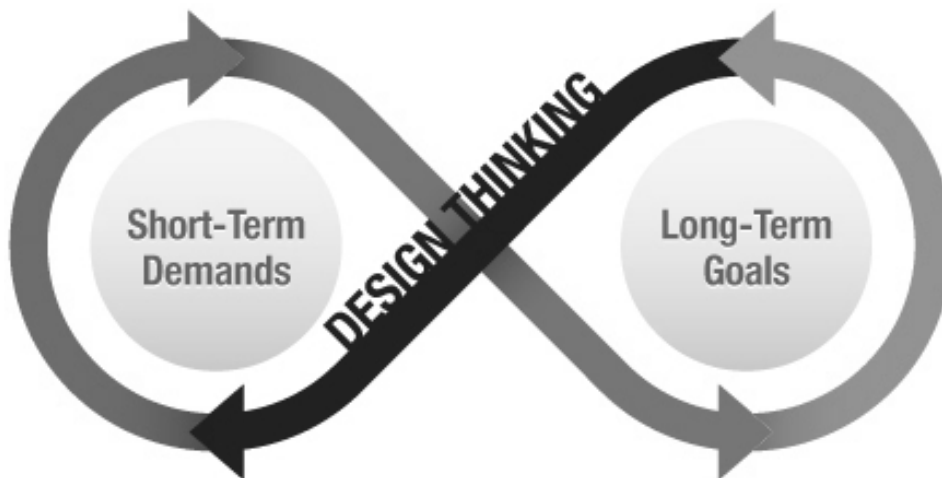 Short-Term
Demands
DESIGN THINKING
Long-Term
Goals